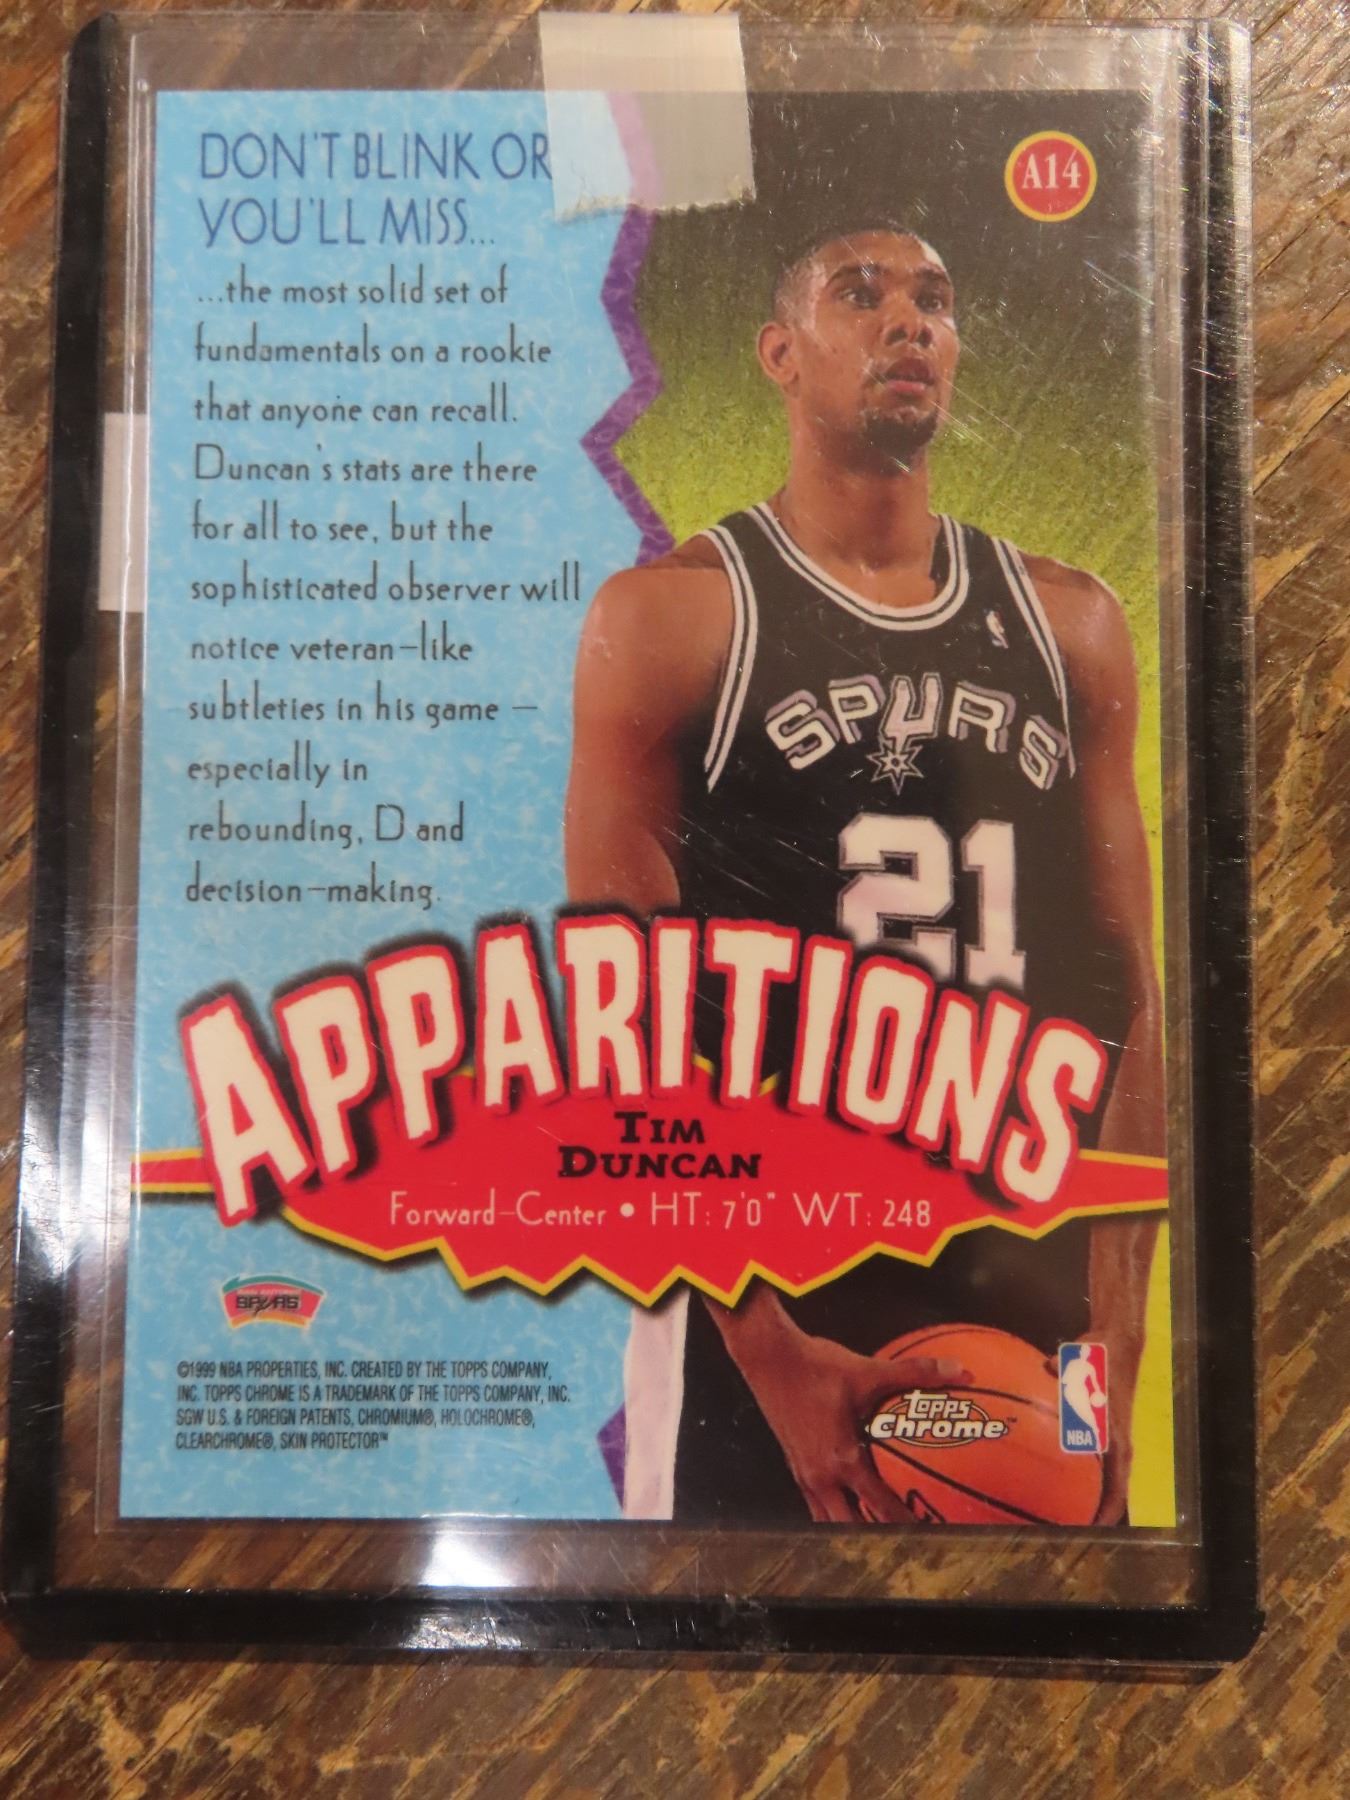 DON'T BLINK OR
YOU'LL MISS...
...the most solid set of
fundamentals on a rookie
that anyone can recall.
Duncan's stats are there
for all to see, but the
sophisticated observer will
notice veteran-like
subtleties in his game –
especially in
rebounding, D and
decision-making.
A14
SPURS
21
APPARITIONS
TIM
DUNCAN
Forward-Center • HT: 7'0" WT: 248
SAN ANTONIO
SPURS
©1999 NBA PROPERTIES, INC. CREATED BY THE TOPPS COMPANY,
INC. TOPPS CHROME IS A TRADEMARK OF THE TOPPS COMPANY, INC.
SGW U.S. & FOREIGN PATENTS, CHROMIUM®, HOLOCHROME®,
CLEARCHROME®, SKIN PROTECTOR™
Topps
Chrome™
NBA